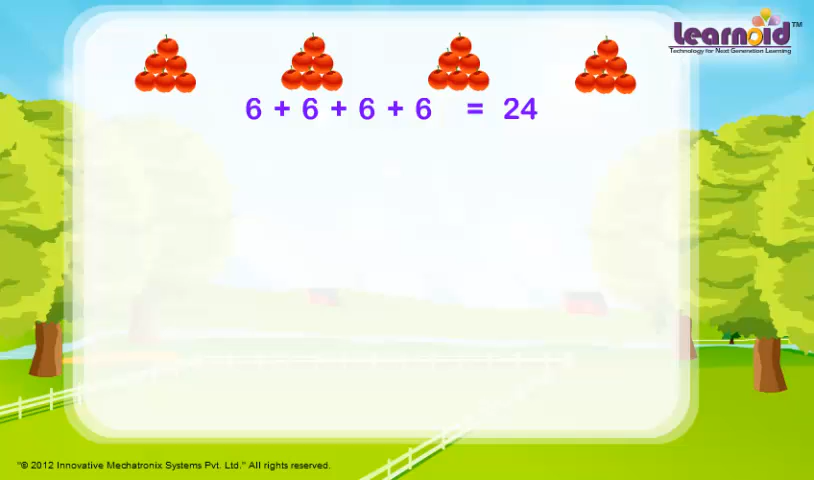 Learnoid™
Technology for Next Generation Learning
6 + 6 + 6 + 6 = 24
"© 2012 Innovative Mechatronix Systems Pvt. Ltd." All rights reserved.